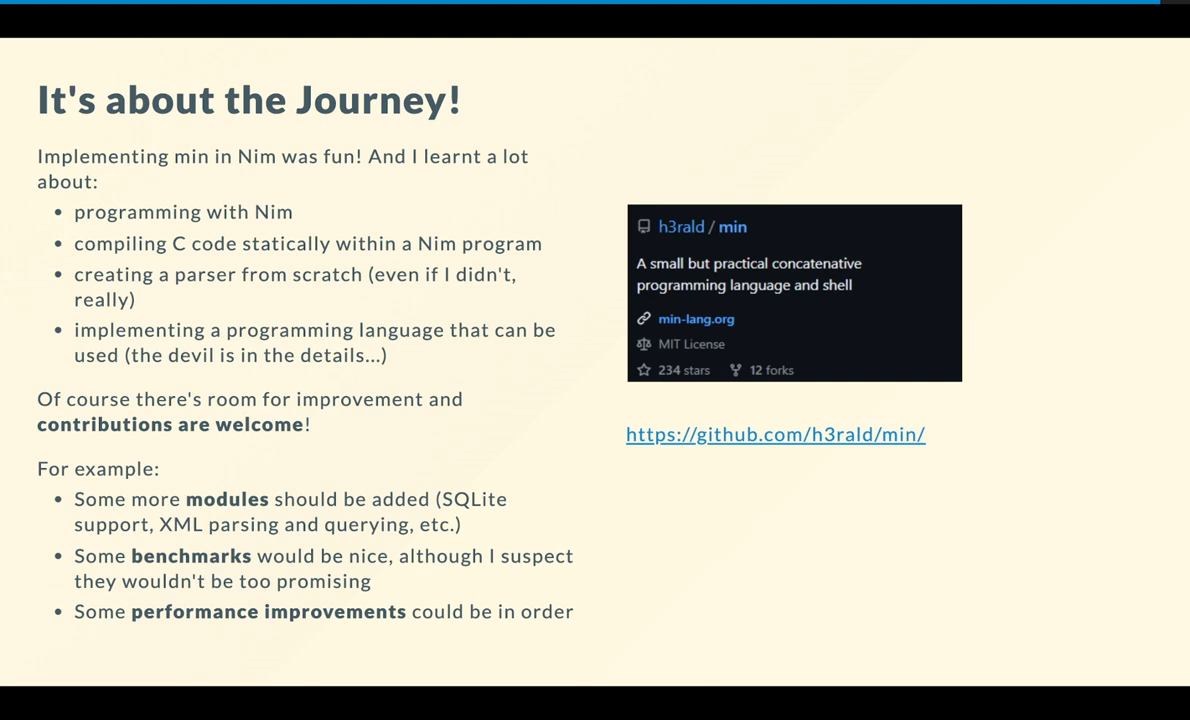 It's about the Journey!
Implementing min in Nim was fun! And I learnt a lot
about:
• programming with Nim
• compiling C code statically within a Nim program
• creating a parser from scratch (even if I didn't,
really)
• implementing a programming language that can be
used (the devil is in the details...)
Of course there's room for improvement and
contributions are welcome!
For example:
• Some more modules should be added (SQLite
support, XML parsing and querying, etc.)
• Some benchmarks would be nice, although I suspect
they wouldn't be too promising
• Some performance improvements could be in order
h3rald / min
A small but practical concatenative
programming language and shell
min-lang.org
MIT License
234 stars 12 forks
https://github.com/h3rald/min/